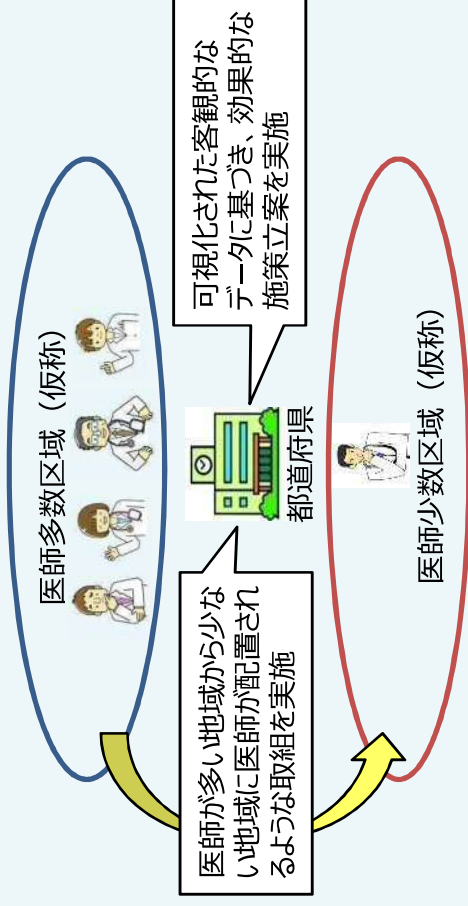 医師多数区域（仮称）
医師が多い地域から少な
い地域に医師が配置され
るような取組を実施
都道府県
可視化された客観的な
データに基づき、効果的な
施策立案を実施
医師少数区域（仮称）